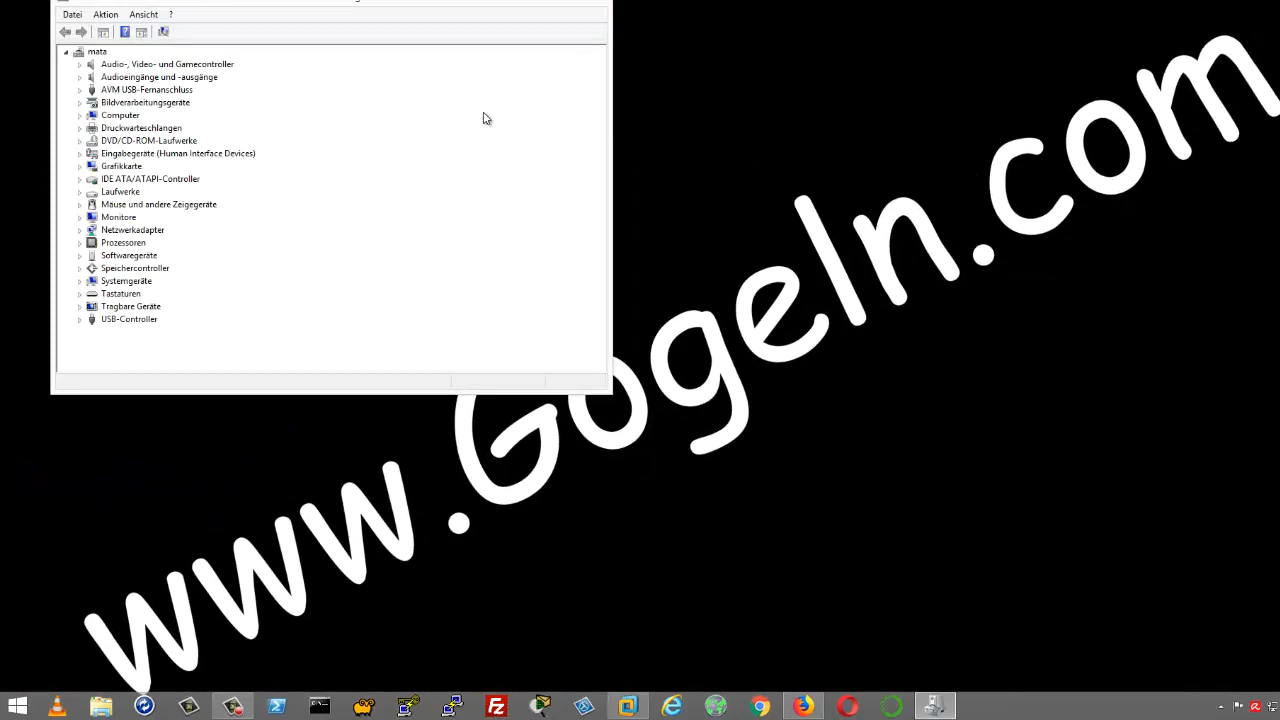 Datei Aktion Ansicht ?
mata
Audio-, Video- und Gamecontroller
Audioeingänge und -ausgänge
AVM USB-Fernanschluss
Bildverarbeitungsgeräte
Computer
Druckwarteschlangen
DVD/CD-ROM-Laufwerke
Eingabegeräte (Human Interface Devices)
Grafikkarte
IDE ATA/ATAPI-Controller
Laufwerke
Mäuse und andere Zeigegeräte
Monitore
Netzwerkadapter
Prozessoren
Softwaregeräte
Speichercontroller
Systemgeräte
Tastaturen
Tragbare Geräte
USB-Controller
www.Gogeln.com